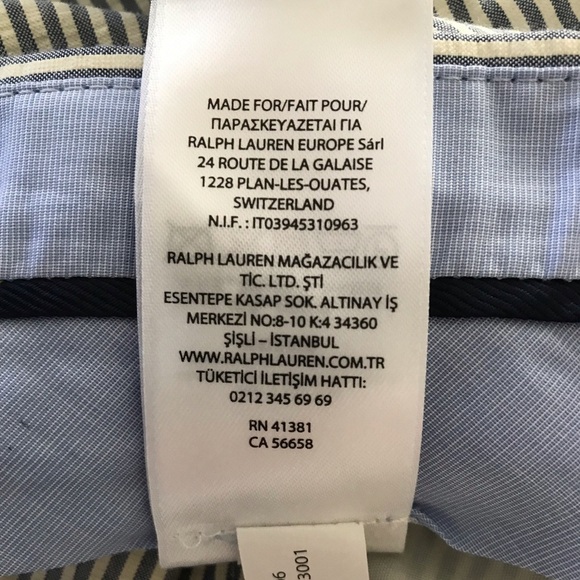 MADE FOR/FAIT POUR/
ΠΑΡΑΣΚΕΥΑΖΕΤΑΙ ΓΙΑ
RALPH LAUREN EUROPE Sárl
24 ROUTE DE LA GALAISE
1228 PLAN-LES-OUATES,
SWITZERLAND
N.I.F. : IT03945310963
RALPH LAUREN MAĞAZACILIK VE
TİC. LTD. ŞTİ
ESENTEPE KASAP SOK. ALTINAY İŞ
MERKEZİ NO:8-10 K:4 34360
ŞİŞLİ – İSTANBUL
WWW.RALPHLAUREN.COM.TR
TÜKETİCİ İLETİŞİM HATTI:
0212 345 69 69
RN 41381
CA 56658
3001